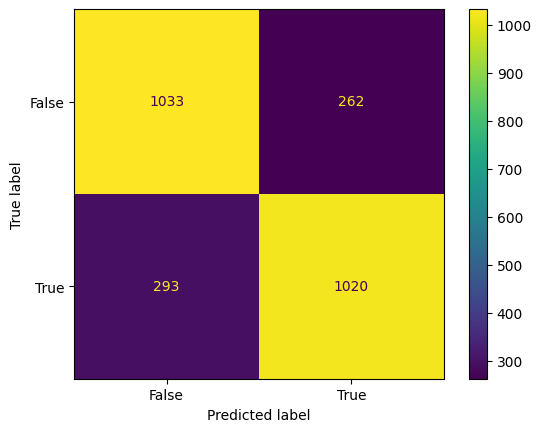 1000
False
1033
262
900
800
True label
700
600
500
True
293
1020
400
300
False
True
Predicted label